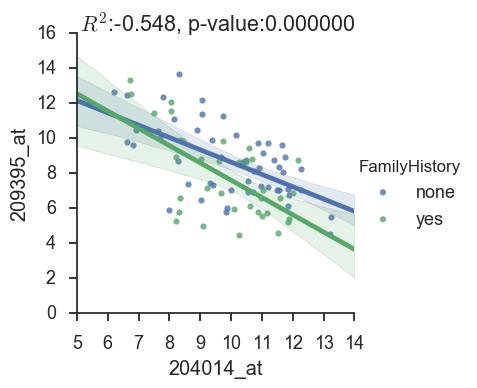 R²:-0.548, p-value:0.000000
16
14
12
10
8
6
4
2
0
209395_at
5 6 7 8 9 10 11 12 13 14
204014_at
FamilyHistory
none
yes